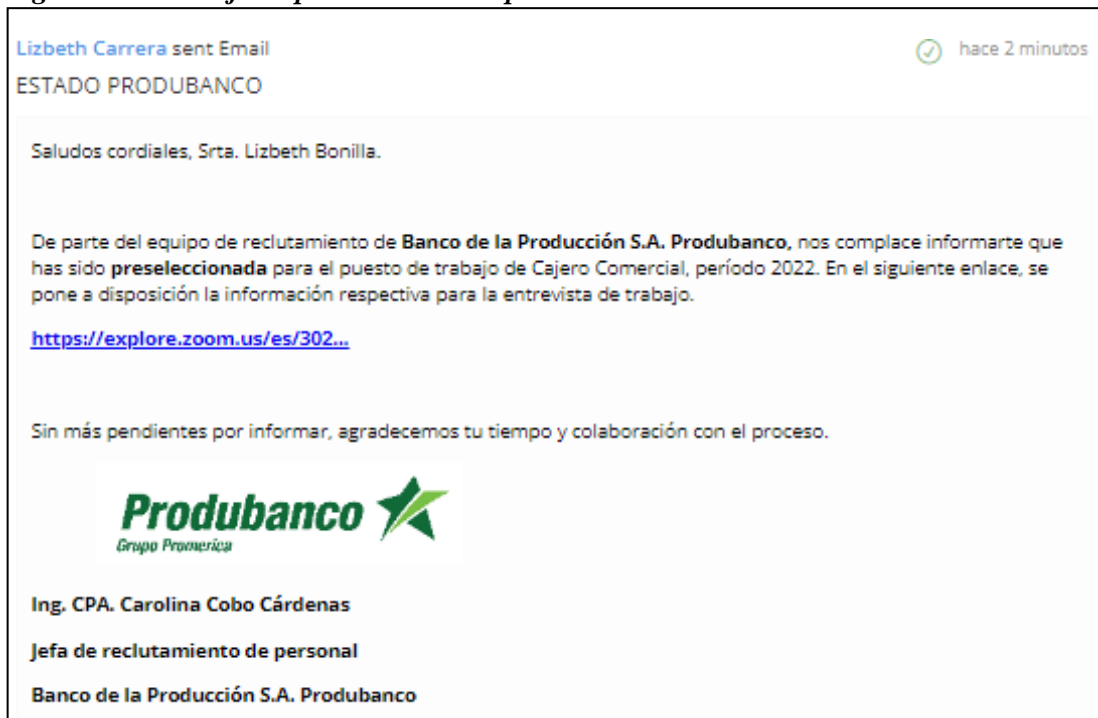 Lizbeth Carrera sent Email
hace 2 minutos
ESTADO PRODUBANCO
Saludos cordiales, Srta. Lizbeth Bonilla.
De parte del equipo de reclutamiento de Banco de la Producción S.A. Produbanco, nos complace informarte que
has sido preseleccionada para el puesto de trabajo de Cajero Comercial, período 2022. En el siguiente enlace, se
pone a disposición la información respectiva para la entrevista de trabajo.
https://explore.zoom.us/es/302...
Sin más pendientes por informar, agradecemos tu tiempo y colaboración con el proceso.
Produbanco
Grupo Promerica
Ing. CPA. Carolina Cobo Cárdenas
Jefa de reclutamiento de personal
Banco de la Producción S.A. Produbanco